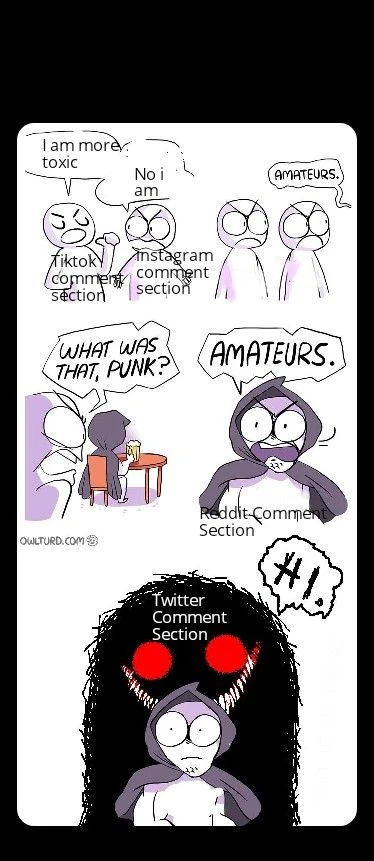 I am more
toxic
No i
am
AMATEURS.
Tiktok
comment
section
Instagram
comment
section
WHAT WAS
THAT, PUNK?
AMATEURS.
Reddit Comment
Section
OWLTURD.COM
HI.
Twitter
Comment
Section